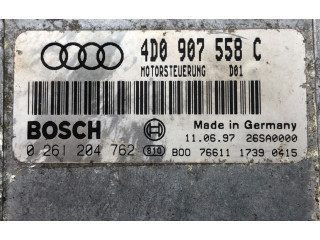 4D0 907 558 C
MOTORSTEUERUNG D01
BOSCH
Made in Germany
11.06.97 26SA0000
0 261 204 762 B00 76611 1739 0415